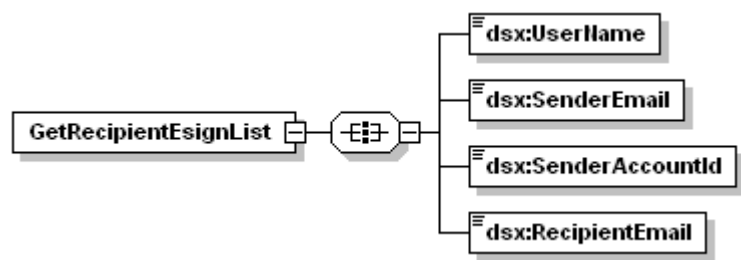 dsx:UserName
dsx:SenderEmail
GetRecipientEsignList
dsx:SenderAccountId
dsx:RecipientEmail